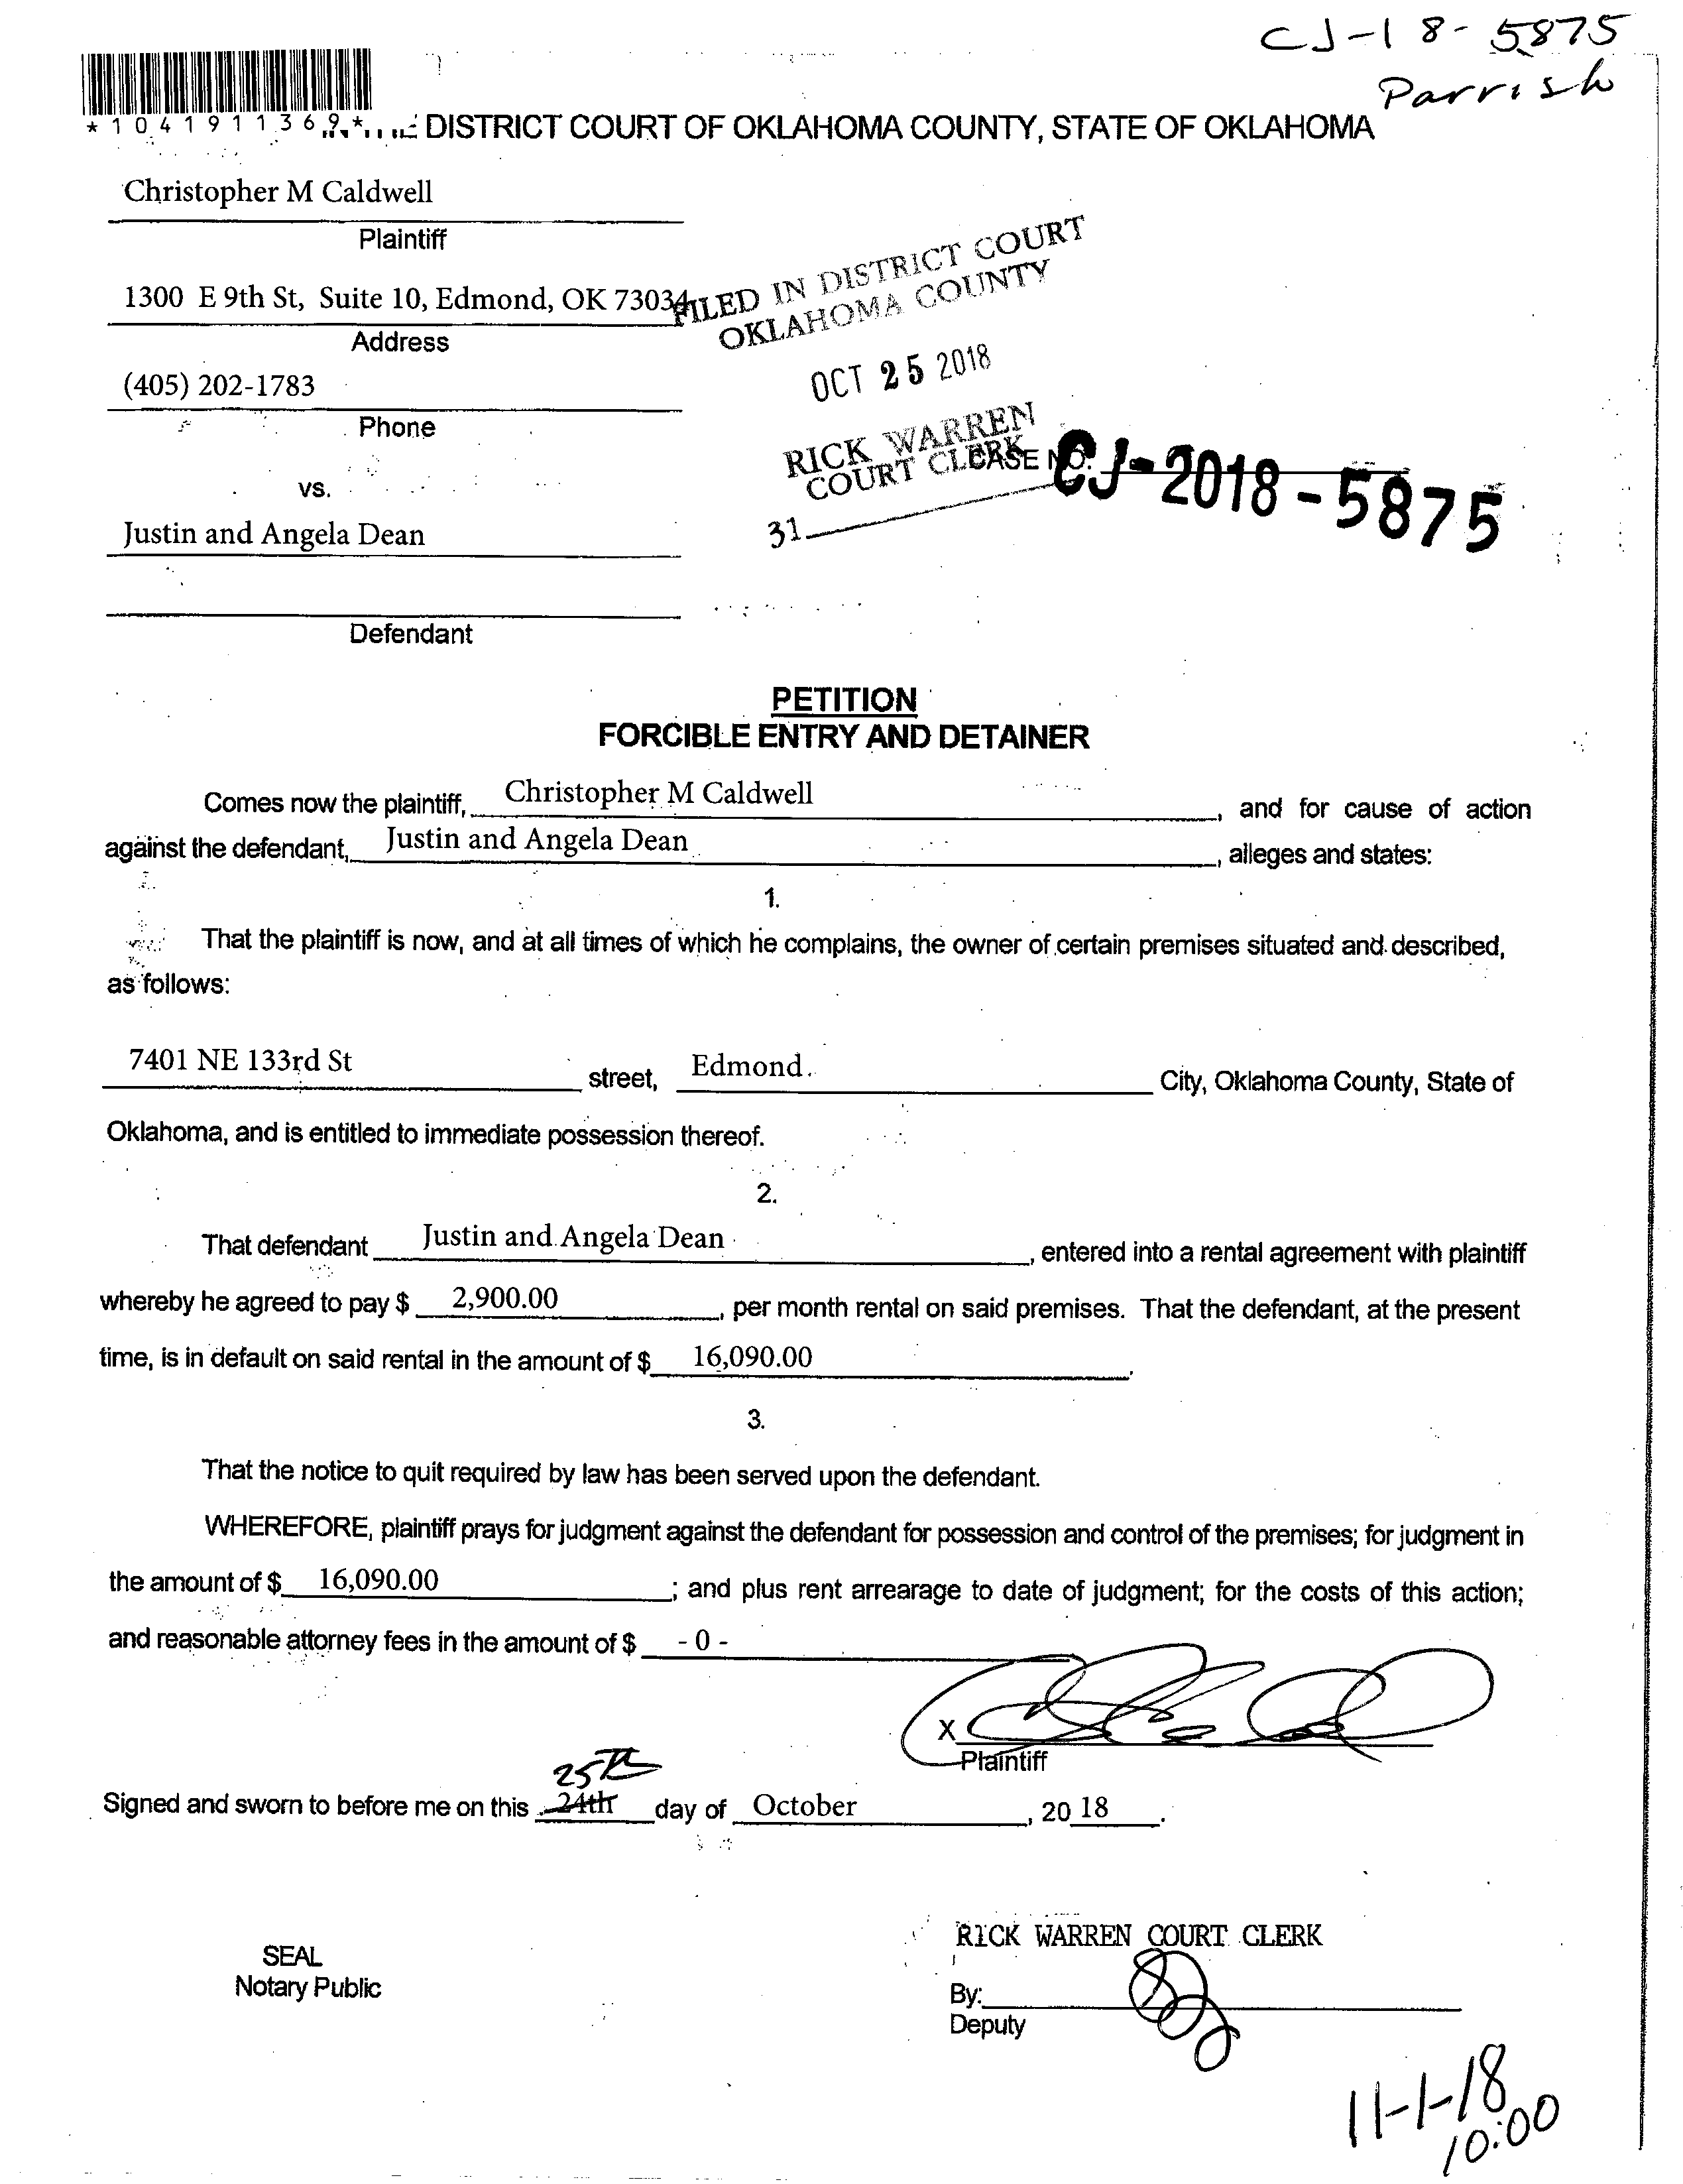 CJ-18-5875
Parrish
*1041911369*
DISTRICT COURT OF OKLAHOMA COUNTY, STATE OF OKLAHOMA
Christopher M Caldwell
Plaintiff
1300 E 9th St, Suite 10, Edmond, OK 73034
Address
(405) 202-1783
Phone
vs.
Justin and Angela Dean
Defendant
FILED IN DISTRICT COURT
OKLAHOMA COUNTY
OCT 25 2018
RICK WARREN
COURT CLERK
31
CASE NO. CJ-2018-5875
PETITION
FORCIBLE ENTRY AND DETAINER
Comes now the plaintiff, Christopher M Caldwell, and for cause of action
against the defendant, Justin and Angela Dean, alleges and states:
1.
That the plaintiff is now, and at all times of which he complains, the owner of certain premises situated and described,
as follows:
7401 NE 133rd St street, Edmond City, Oklahoma County, State of
Oklahoma, and is entitled to immediate possession thereof.
2.
That defendant Justin and Angela Dean, entered into a rental agreement with plaintiff
whereby he agreed to pay $ 2,900.00, per month rental on said premises. That the defendant, at the present
time, is in default on said rental in the amount of $ 16,090.00.
3.
That the notice to quit required by law has been served upon the defendant.
WHEREFORE, plaintiff prays for judgment against the defendant for possession and control of the premises; for judgment in
the amount of $ 16,090.00; and plus rent arrearage to date of judgment; for the costs of this action;
and reasonable attorney fees in the amount of $ - 0 -
X
Plaintiff
25th
Signed and sworn to before me on this 24th day of October, 20 18.
SEAL
Notary Public
RICK WARREN COURT CLERK
By:
Deputy
11-1-18
10:00